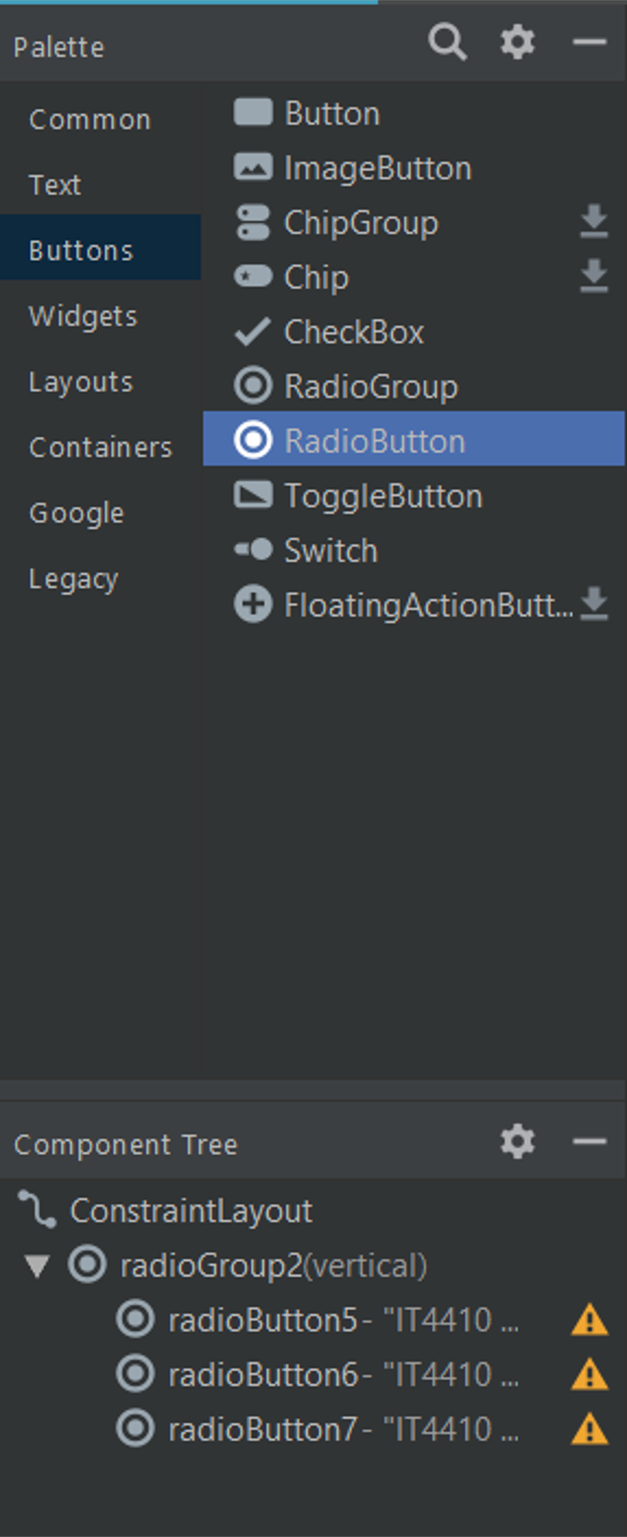 Palette
Common
Text
Buttons
Widgets
Layouts
Containers
Google
Legacy
Button
ImageButton
ChipGroup
Chip
CheckBox
RadioGroup
RadioButton
ToggleButton
Switch
FloatingActionButt...
Component Tree
ConstraintLayout
radioGroup2(vertical)
radioButton5- "IT4410 ...
radioButton6- "IT4410 ...
radioButton7- "IT4410 ...